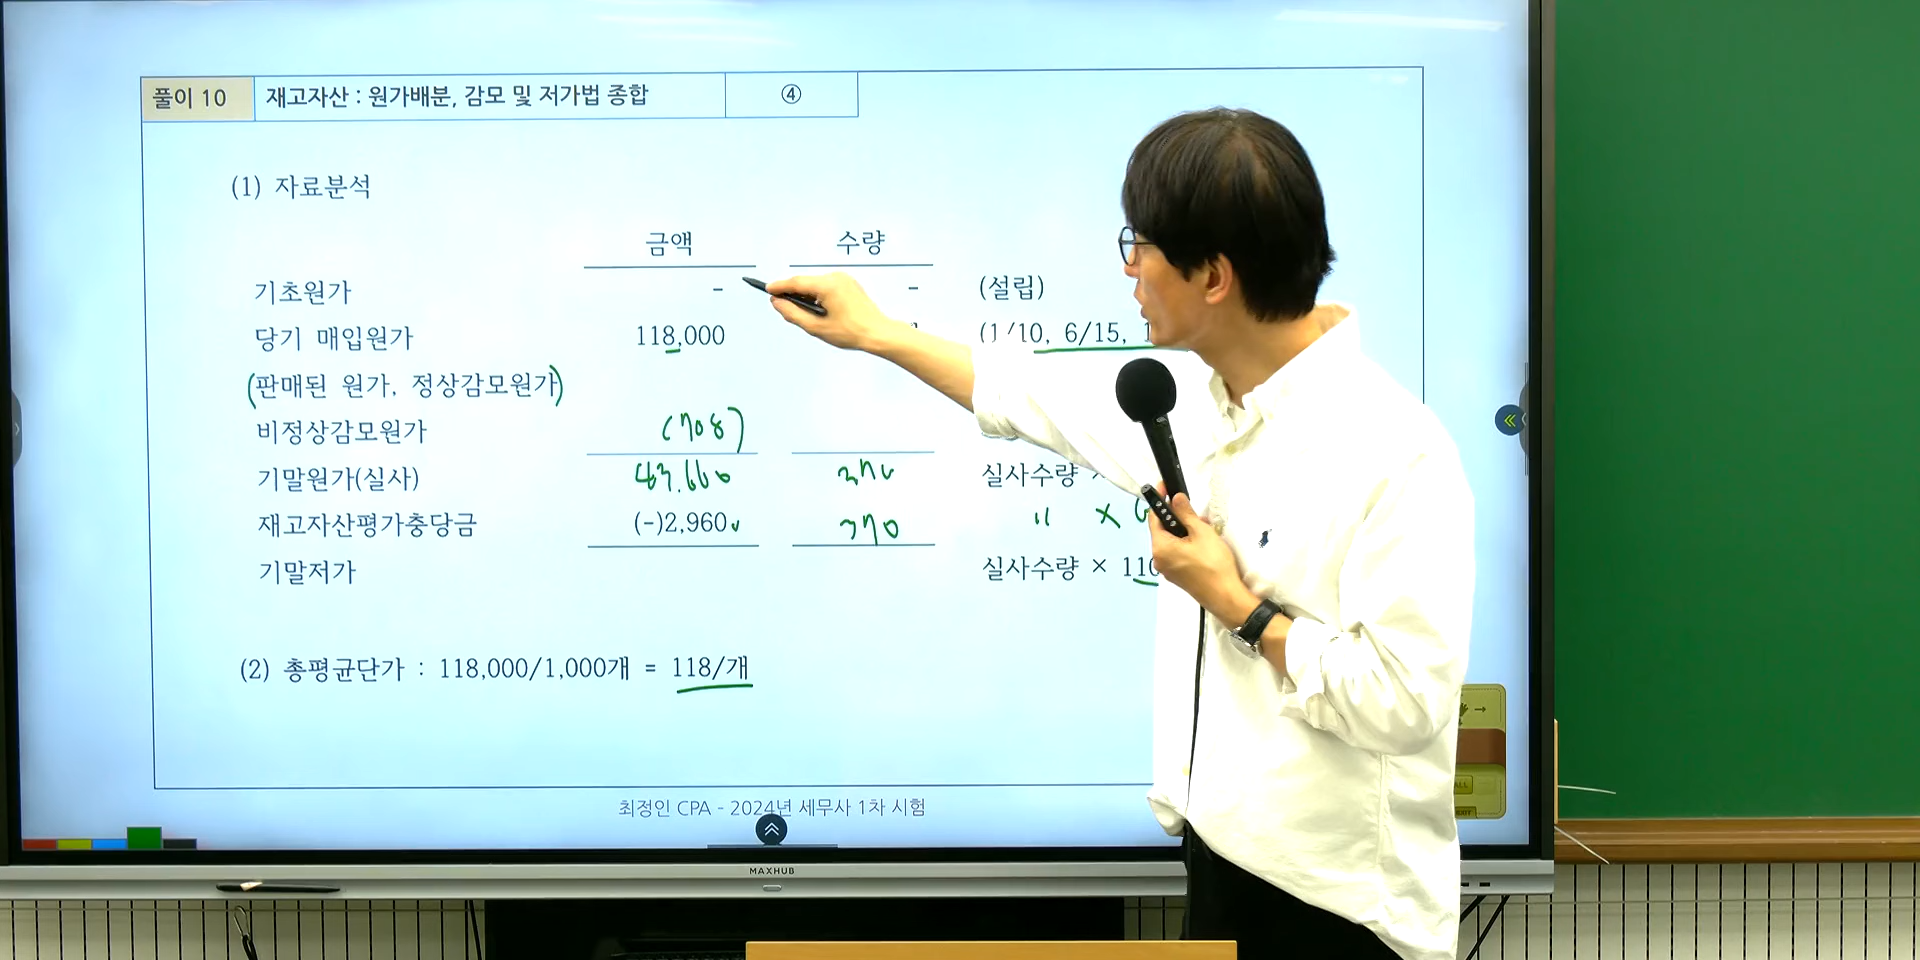 풀이 10 재고자산 : 원가배분, 감모 및 저가법 종합 ④
(1) 자료분석
금액 수량
기초원가 - - (설립)
당기 매입원가 118,000 (1/10, 6/15, 1
(판매된 원가, 정상감모원가)
비정상감모원가 (708)
기말원가(실사) 43.660 370 실사수량 ×
재고자산평가충당금 (-)2,960 370 〃 ×
기말저가 실사수량 × 110
(2) 총평균단가 : 118,000/1,000개 = 118/개
최정인 CPA - 2024년 세무사 1차 시험
MAXHUB